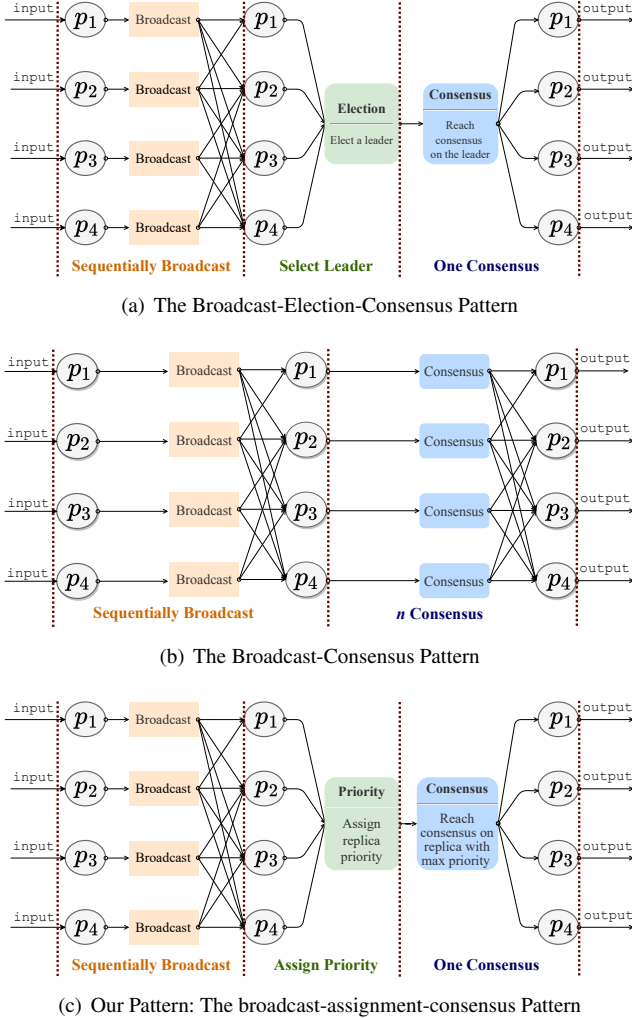 input p1 Broadcast p1 p1 output
Election Consensus
input p2 Broadcast p2 p2 output
Elect a leader Reach
consensus
on the leader
input p3 Broadcast p3 p3 output
input p4 Broadcast p4 p4 output
Sequentially Broadcast Select Leader One Consensus
(a) The Broadcast-Election-Consensus Pattern
input p1 Broadcast p1 Consensus p1 output
input p2 Broadcast p2 Consensus p2 output
input p3 Broadcast p3 Consensus p3 output
input p4 Broadcast p4 Consensus p4 output
Sequentially Broadcast n Consensus
(b) The Broadcast-Consensus Pattern
input p1 Broadcast p1 p1 output
input p2 Broadcast p2 p2 output
Priority Consensus
Assign
replica
priority
Reach
consensus on
replica with
max priority
input p3 Broadcast p3 p3 output
input p4 Broadcast p4 p4 output
Sequentially Broadcast Assign Priority One Consensus
(c) Our Pattern: The broadcast-assignment-consensus Pattern